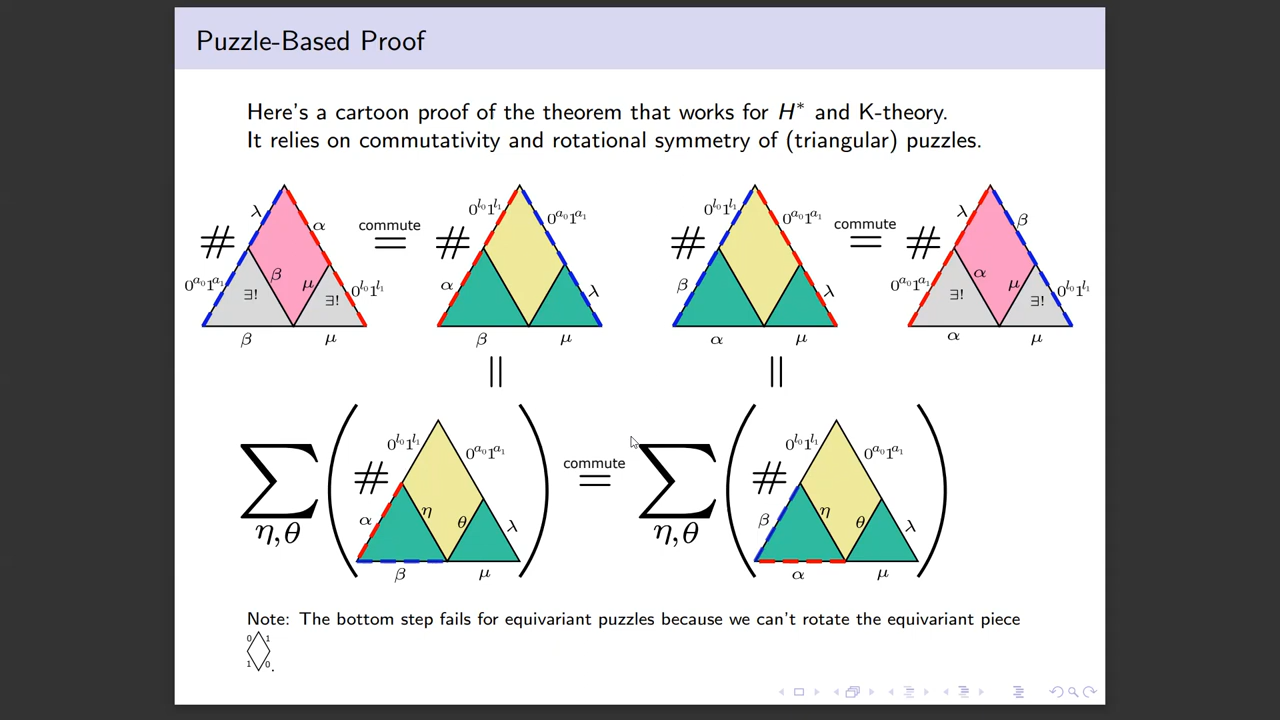 Puzzle-Based Proof
Here's a cartoon proof of the theorem that works for H* and K-theory.
It relies on commutativity and rotational symmetry of (triangular) puzzles.
# λ α 0^{a₀}1^{a₁} β μ 0^{l₀}1^{l₁} ∃! ∃! β μ
commute
=
# 0^{l₀}1^{l₁} 0^{a₀}1^{a₁} α λ β μ
# 0^{l₀}1^{l₁} 0^{a₀}1^{a₁} β λ α μ
commute
=
# λ β 0^{a₀}1^{a₁} α μ 0^{l₀}1^{l₁} ∃! ∃! α μ
||
||
∑ η,θ ( # 0^{l₀}1^{l₁} 0^{a₀}1^{a₁} α η θ λ β μ )
commute
=
∑ η,θ ( # 0^{l₀}1^{l₁} 0^{a₀}1^{a₁} β η θ λ α μ )
Note: The bottom step fails for equivariant puzzles because we can't rotate the equivariant piece
0 1
1 0 .